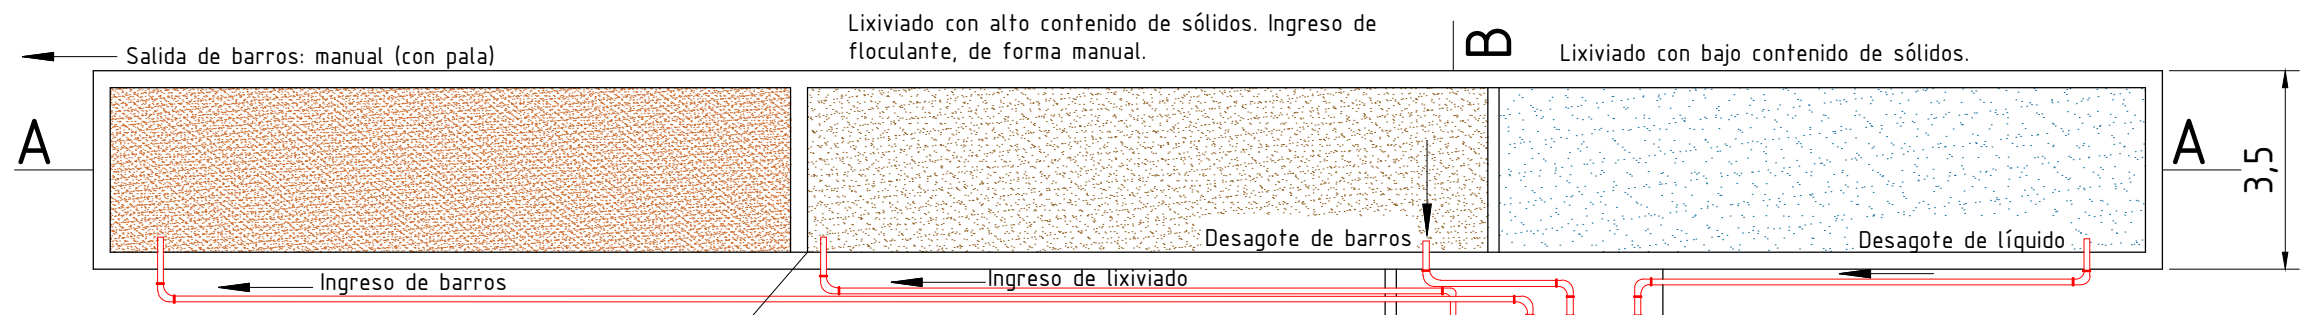 Lixiviado con alto contenido de sólidos. Ingreso de
floculante, de forma manual.
Salida de barros: manual (con pala)
B
Lixiviado con bajo contenido de sólidos.
A
A
3,5
Desagote de barros
Desagote de líquido
Ingreso de barros
Ingreso de lixiviado